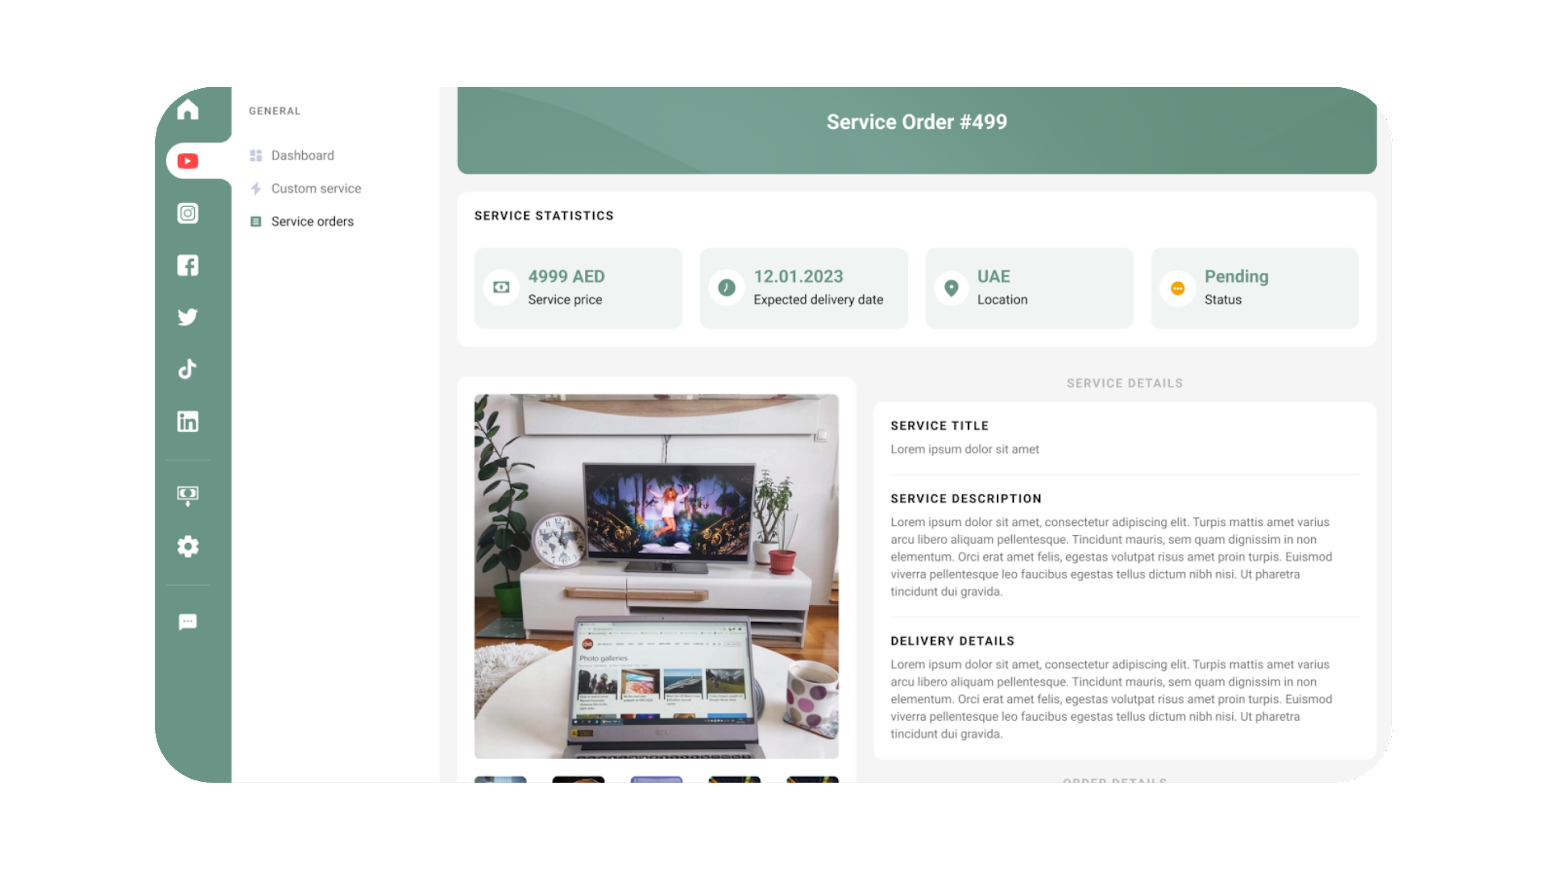 GENERAL
Dashboard
Custom service
Service orders
Service Order #499
SERVICE STATISTICS
4999 AED
Service price
12.01.2023
Expected delivery date
UAE
Location
Pending
Status
SERVICE DETAILS
SERVICE TITLE
Lorem ipsum dolor sit amet
SERVICE DESCRIPTION
Lorem ipsum dolor sit amet, consectetur adipiscing elit. Turpis mattis amet varius
arcu libero aliquam pellentesque. Tincidunt mauris, sem quam dignissim in non
elementum. Orci erat amet felis, egestas volutpat risus amet proin turpis. Euismod
viverra pellentesque leo faucibus egestas tellus dictum nibh nisi. Ut pharetra
tincidunt dui gravida.
DELIVERY DETAILS
Lorem ipsum dolor sit amet, consectetur adipiscing elit. Turpis mattis amet varius
arcu libero aliquam pellentesque. Tincidunt mauris, sem quam dignissim in non
elementum. Orci erat amet felis, egestas volutpat risus amet proin turpis. Euismod
viverra pellentesque leo faucibus egestas tellus dictum nibh nisi. Ut pharetra
tincidunt dui gravida.
ORDER DETAILS
Photo galleries